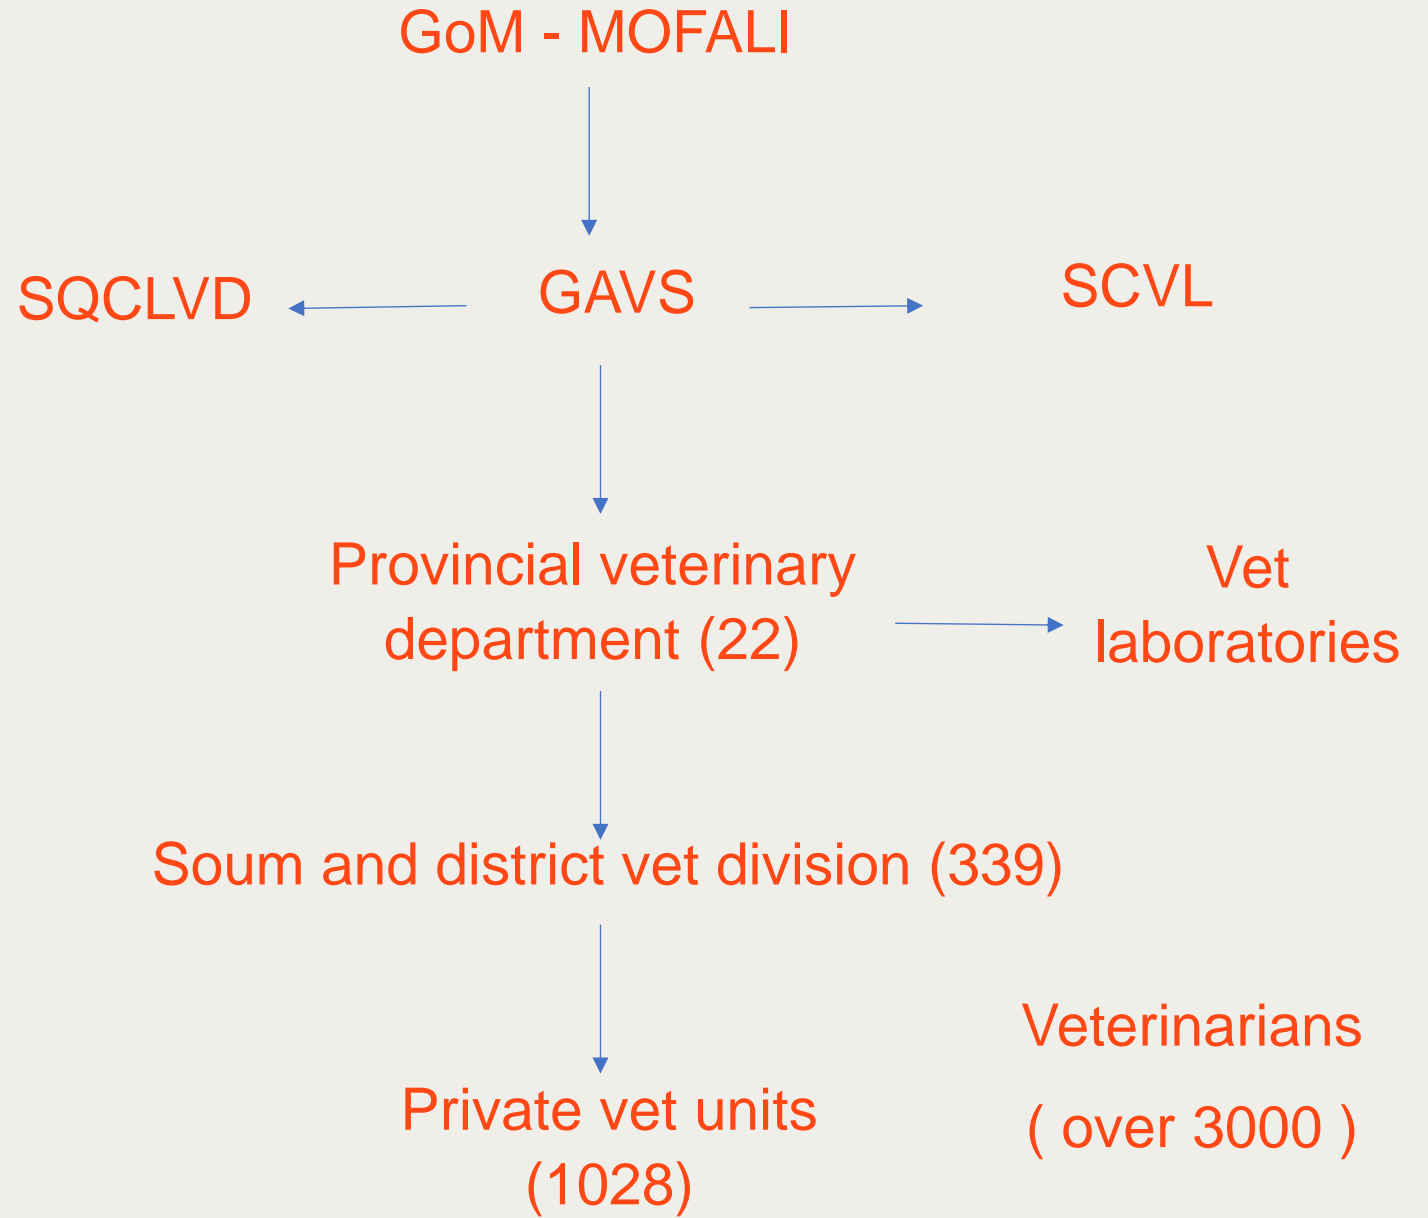 GoM - MOFALI
SQCLVD
GAVS
SCVL
Provincial veterinary
department (22)
Vet
laboratories
Soum and district vet division (339)
Veterinarians
( over 3000 )
Private vet units
(1028)